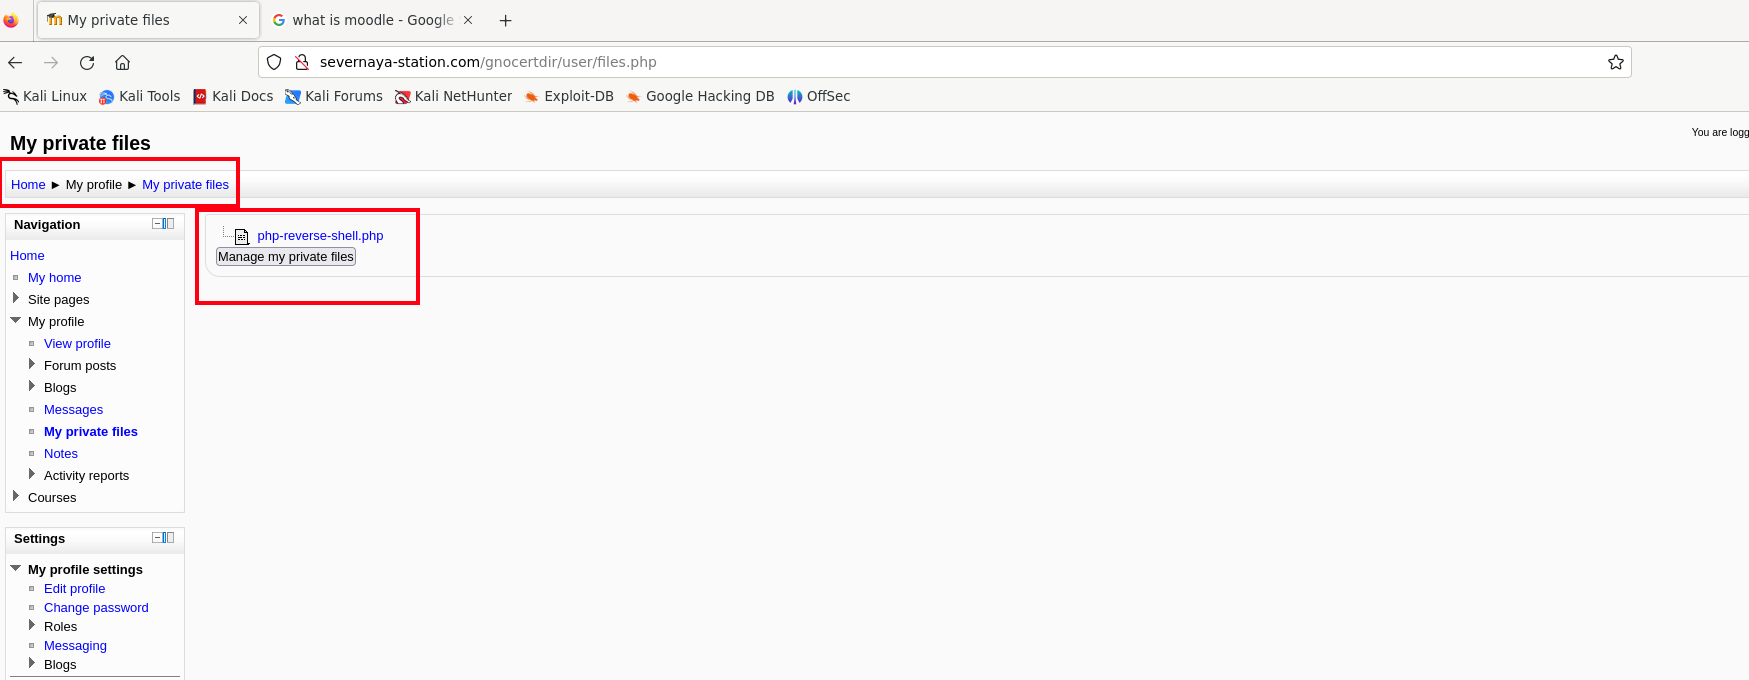 My private files
what is moodle - Google
severnaya-station.com/gnocertdir/user/files.php
Kali Linux Kali Tools Kali Docs Kali Forums Kali NetHunter Exploit-DB Google Hacking DB OffSec
You are logg
My private files
Home ► My profile ► My private files
Navigation
Home
My home
Site pages
My profile
View profile
Forum posts
Blogs
Messages
My private files
Notes
Activity reports
Courses
php-reverse-shell.php
Manage my private files
Settings
My profile settings
Edit profile
Change password
Roles
Messaging
Blogs